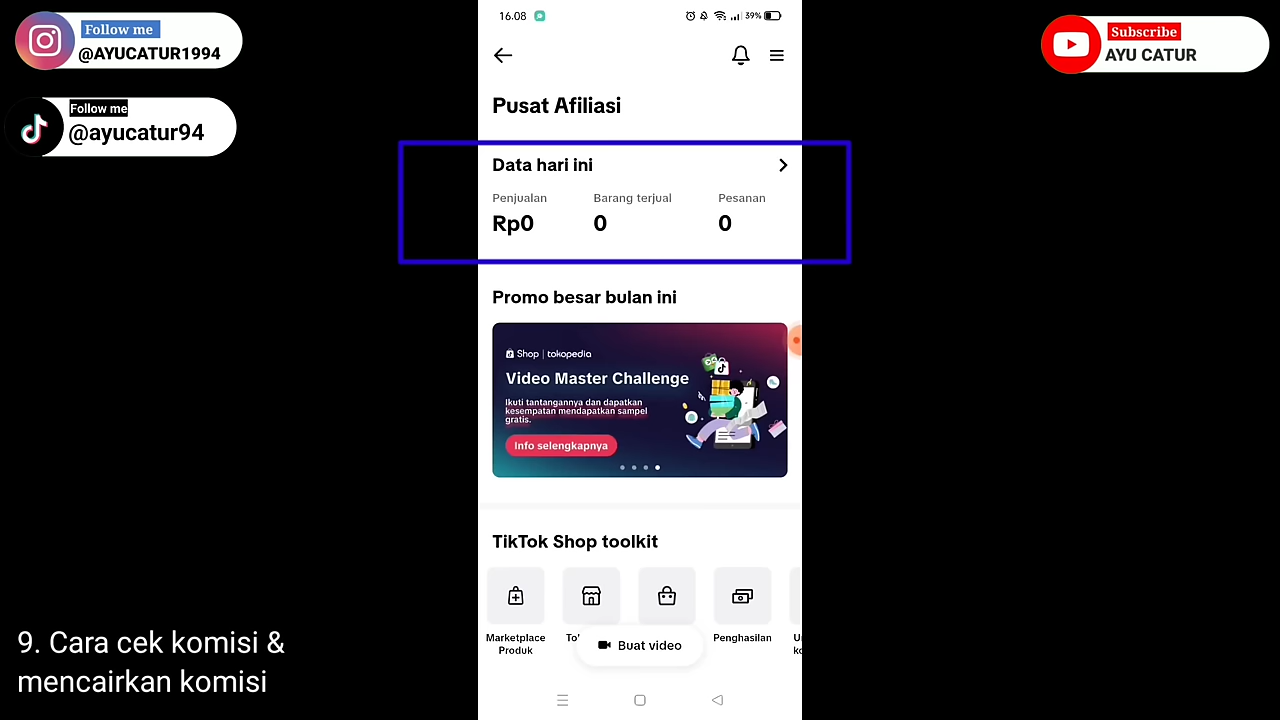 Follow me
@AYUCATUR1994
Follow me
@ayucatur94
Subscribe
AYU CATUR
16.08
39%
Pusat Afiliasi
Data hari ini
Penjualan
Barang terjual
Pesanan
Rp0
0
0
Promo besar bulan ini
Shop | tokopedia
Video Master Challenge
Ikuti tantangannya dan dapatkan
kesempatan mendapatkan sampel
gratis.
Info selengkapnya
TikTok Shop toolkit
Marketplace
Produk
Penghasilan
Buat video
9. Cara cek komisi &
mencairkan komisi